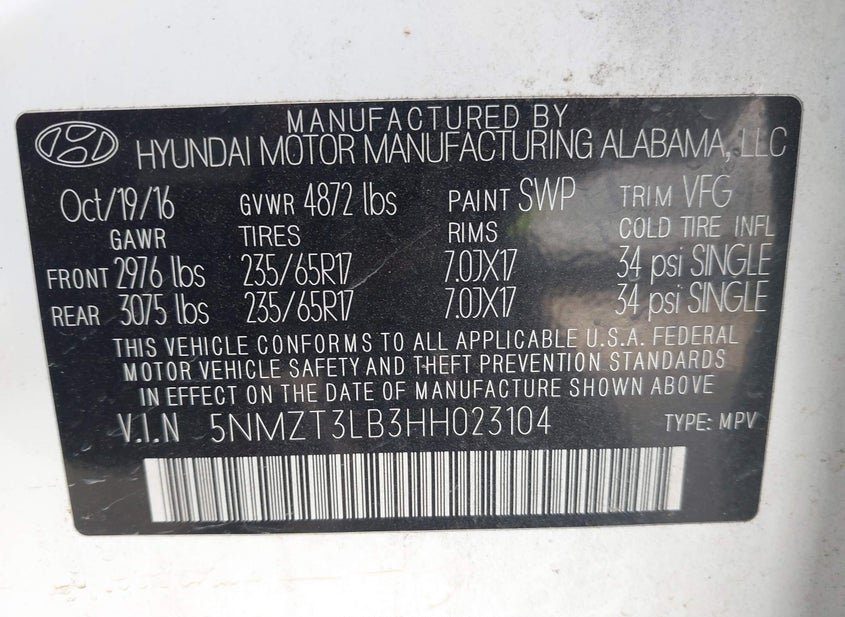 MANUFACTURED BY
HYUNDAI MOTOR MANUFACTURING ALABAMA, LLC
Oct/19/16 GVWR 4872 lbs PAINT SWP TRIM VFG
GAWR TIRES RIMS COLD TIRE INFL
FRONT 2976 lbs 235/65R17 7.0JX17 34 psi SINGLE
REAR 3075 lbs 235/65R17 7.0JX17 34 psi SINGLE
THIS VEHICLE CONFORMS TO ALL APPLICABLE U.S.A. FEDERAL
MOTOR VEHICLE SAFETY AND THEFT PREVENTION STANDARDS
IN EFFECT ON THE DATE OF MANUFACTURE SHOWN ABOVE
V.I.N 5NMZT3LB3HH023104 TYPE: MPV